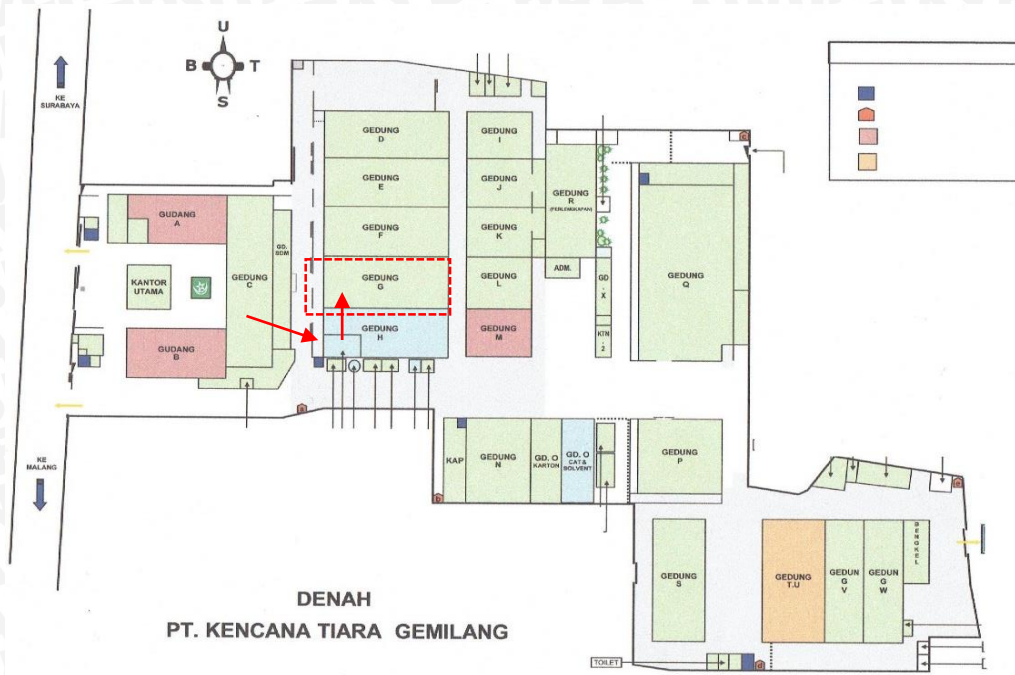 U
B T
S
KE
SURABAYA
KE
MALANG
GUDANG
A
KANTOR
UTAMA
GUDANG
B
GEDUNG
C
GD.
SDM
GEDUNG
D
GEDUNG
E
GEDUNG
F
GEDUNG
G
GEDUNG
H
GEDUNG
I
GEDUNG
J
GEDUNG
K
GEDUNG
L
GEDUNG
M
GEDUNG
R
(PERLENGKAPAN)
ADM.
GD
-
X
KTN
-
2
GEDUNG
Q
KAP
GEDUNG
N
GD. O
KARTON
GD. O
CAT &
SOLVENT
GEDUNG
P
GEDUNG
S
GEDUNG
T.U
GEDUN
G
V
GEDUN
G
W
BENGKEL
TOILET
DENAH
PT. KENCANA TIARA GEMILANG